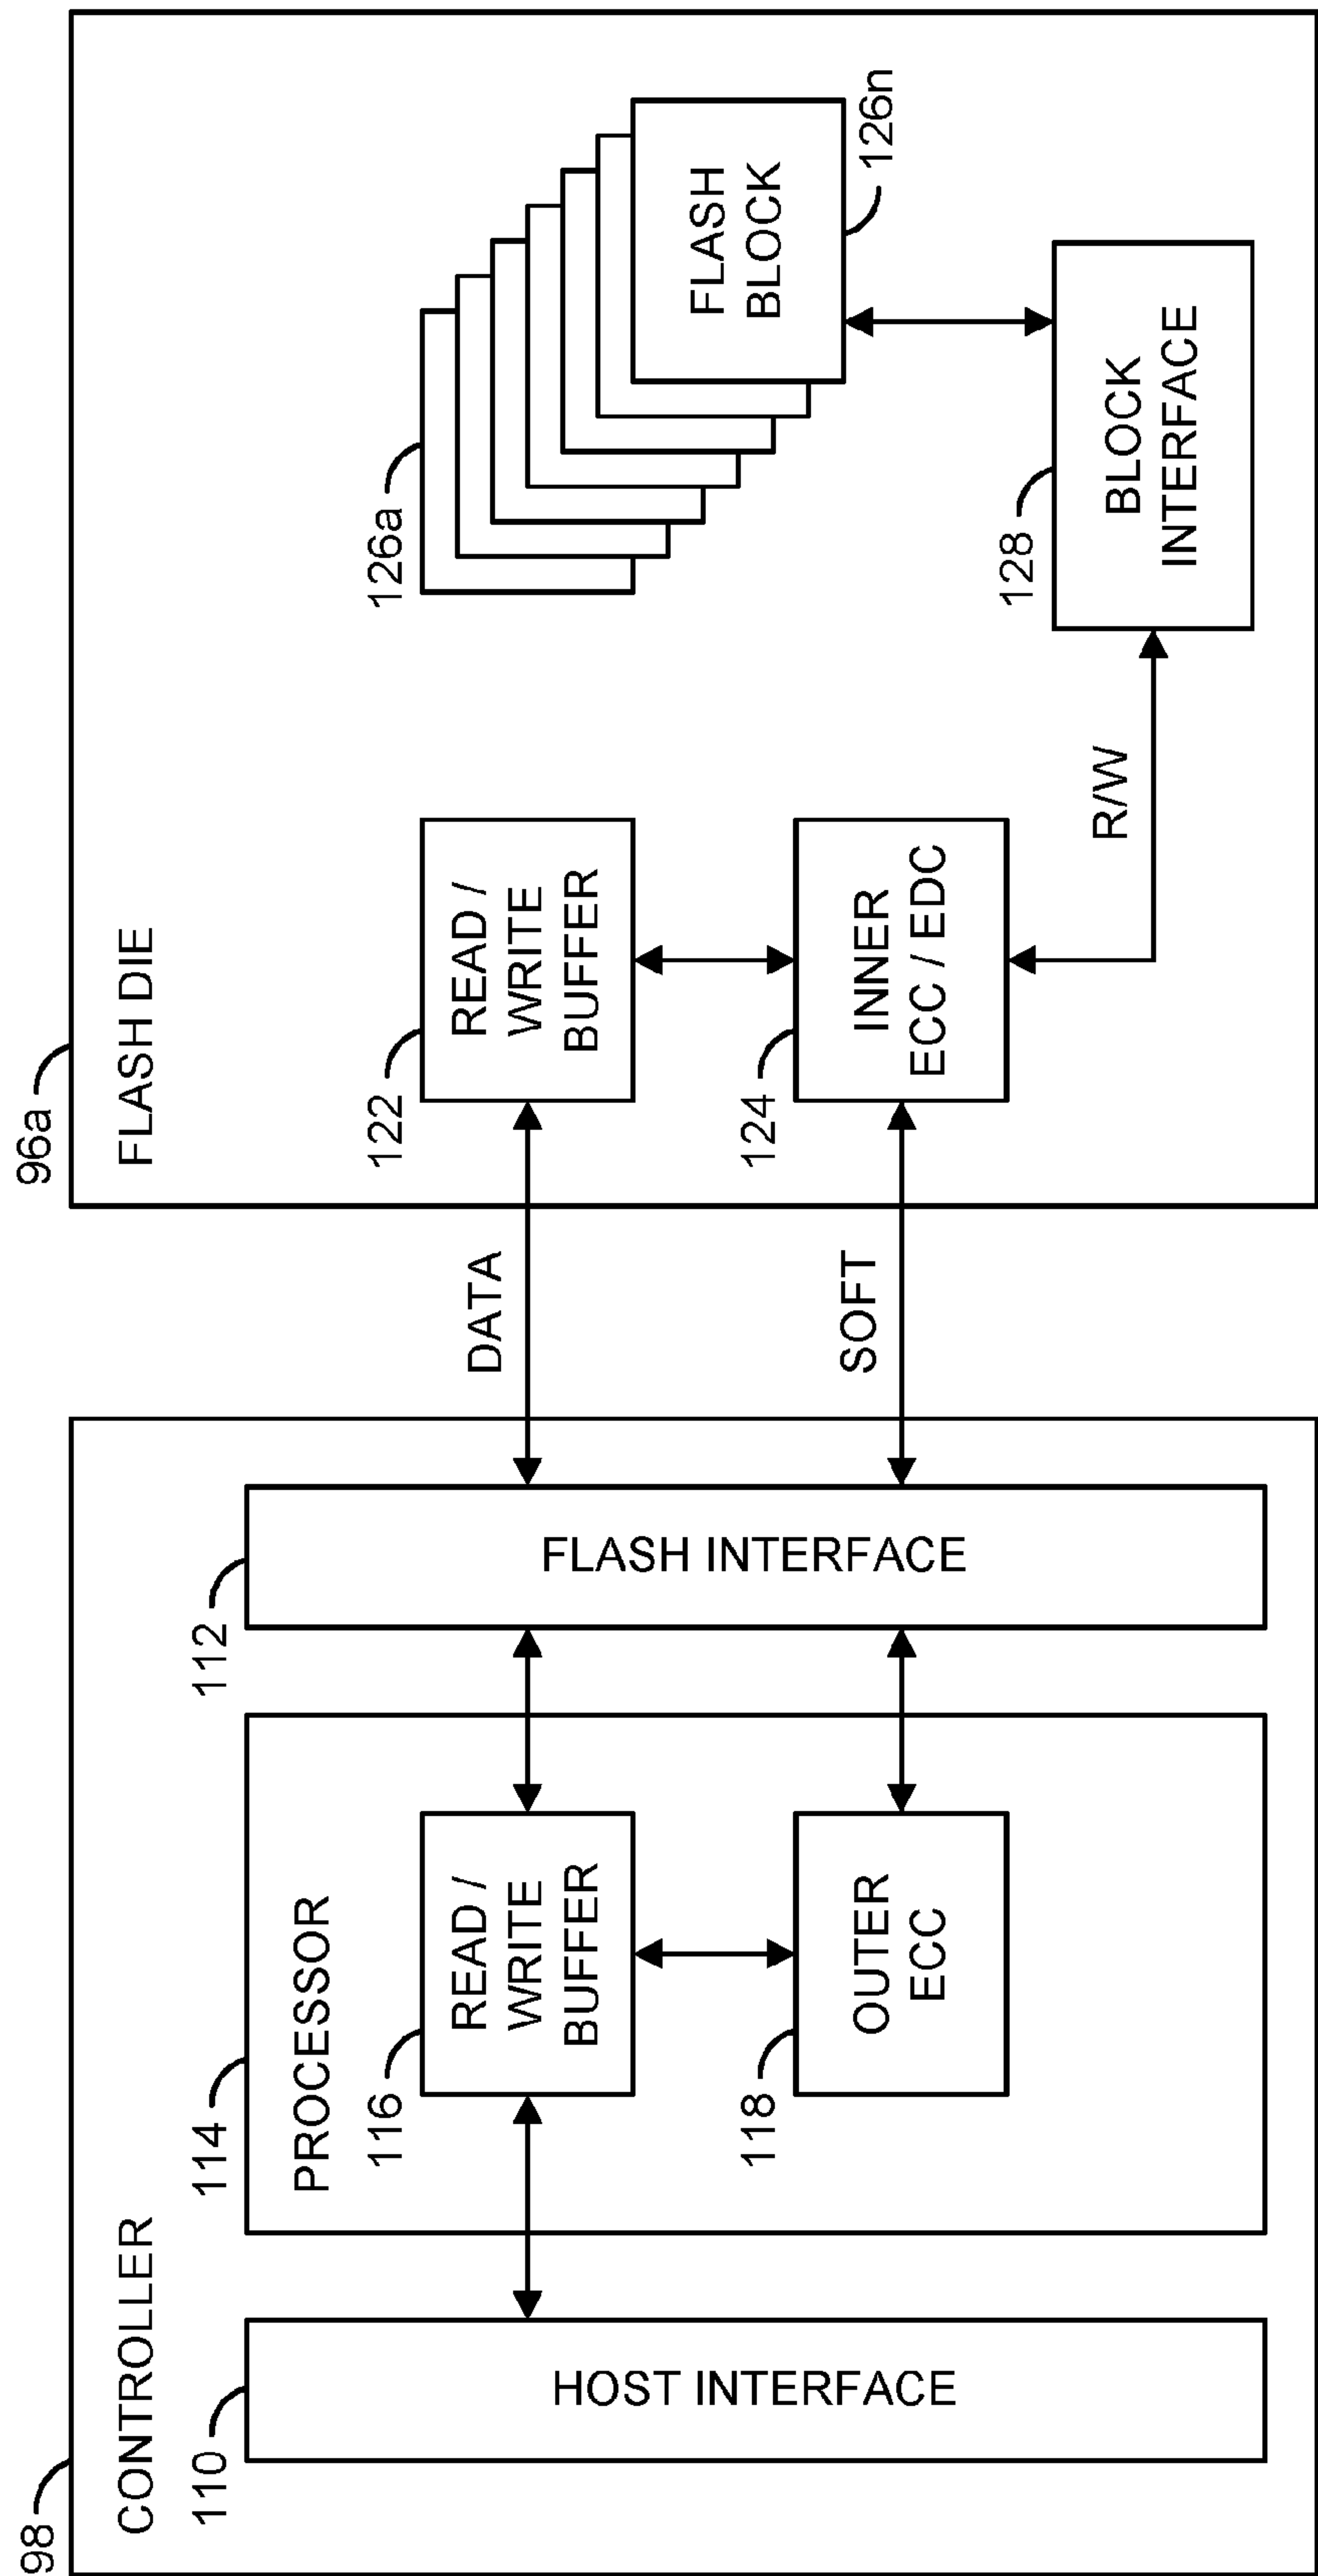 98
CONTROLLER
110
HOST INTERFACE
114
PROCESSOR
116
READ /
WRITE
BUFFER
118
OUTER
ECC
112
FLASH INTERFACE
DATA
SOFT
96a
FLASH DIE
122
READ /
WRITE
BUFFER
124
INNER
ECC / EDC
R/W
126a
FLASH
BLOCK
126n
128
BLOCK
INTERFACE